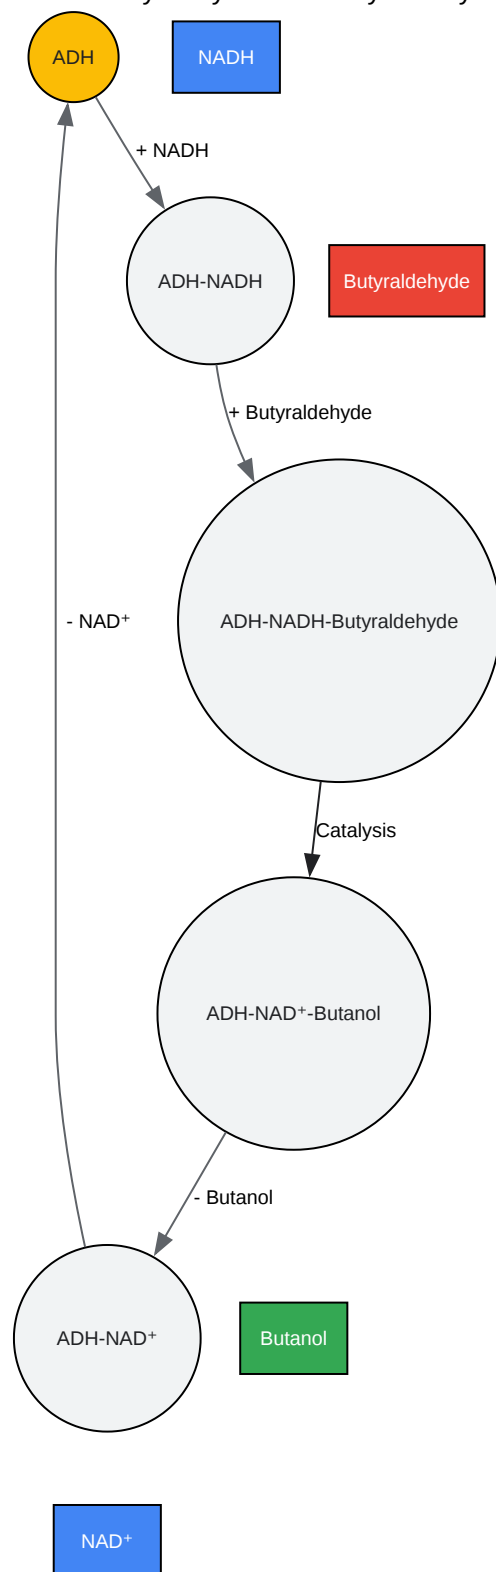 ADH
NADH
+ NADH
ADH-NADH
Butyraldehyde
+ Butyraldehyde
ADH-NADH-Butyraldehyde
- NAD⁺
Catalysis
ADH-NAD⁺-Butanol
- Butanol
ADH-NAD⁺
Butanol
NAD⁺